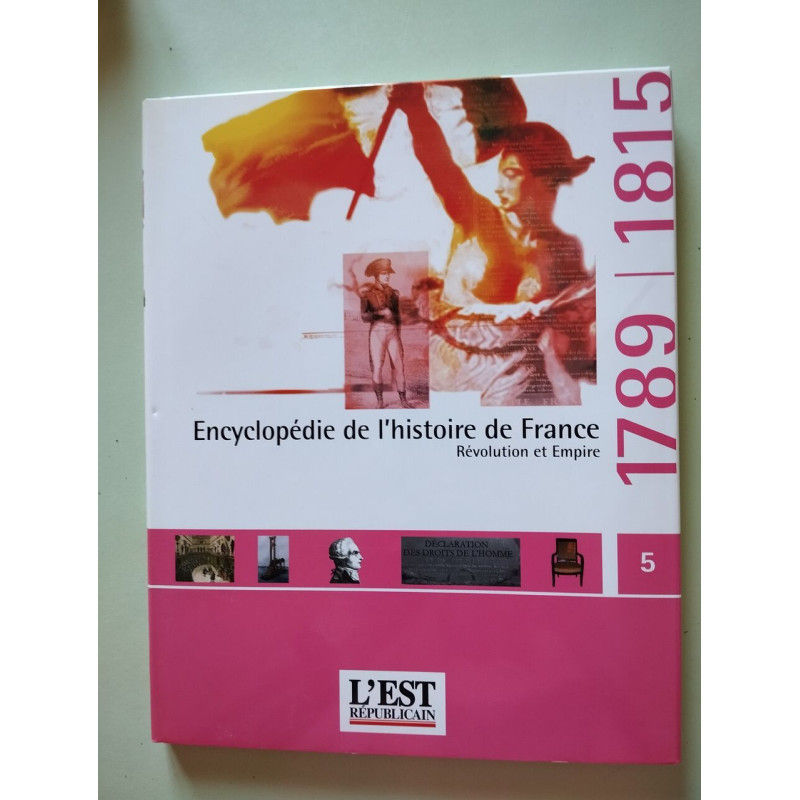 1789 | 1815
Encyclopédie de l'histoire de France
Révolution et Empire
DÉCLARATION
DES DROITS DE L'HOMME
5
L'EST
RÉPUBLICAIN